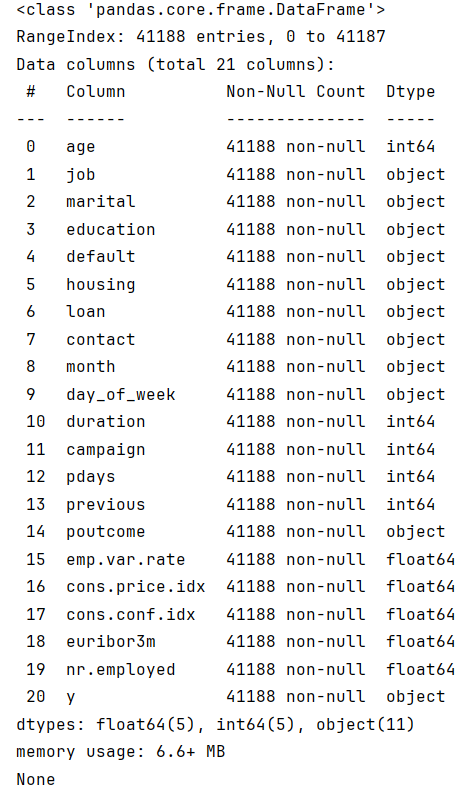 <class 'pandas.core.frame.DataFrame'>
RangeIndex: 41188 entries, 0 to 41187
Data columns (total 21 columns):
 #   Column          Non-Null Count  Dtype
---  ------          --------------  -----
 0   age             41188 non-null  int64
 1   job             41188 non-null  object
 2   marital         41188 non-null  object
 3   education       41188 non-null  object
 4   default         41188 non-null  object
 5   housing         41188 non-null  object
 6   loan            41188 non-null  object
 7   contact         41188 non-null  object
 8   month           41188 non-null  object
 9   day_of_week     41188 non-null  object
 10  duration        41188 non-null  int64
 11  campaign        41188 non-null  int64
 12  pdays           41188 non-null  int64
 13  previous        41188 non-null  int64
 14  poutcome        41188 non-null  object
 15  emp.var.rate    41188 non-null  float64
 16  cons.price.idx  41188 non-null  float64
 17  cons.conf.idx   41188 non-null  float64
 18  euribor3m       41188 non-null  float64
 19  nr.employed     41188 non-null  float64
 20  y               41188 non-null  object
dtypes: float64(5), int64(5), object(11)
memory usage: 6.6+ MB
None